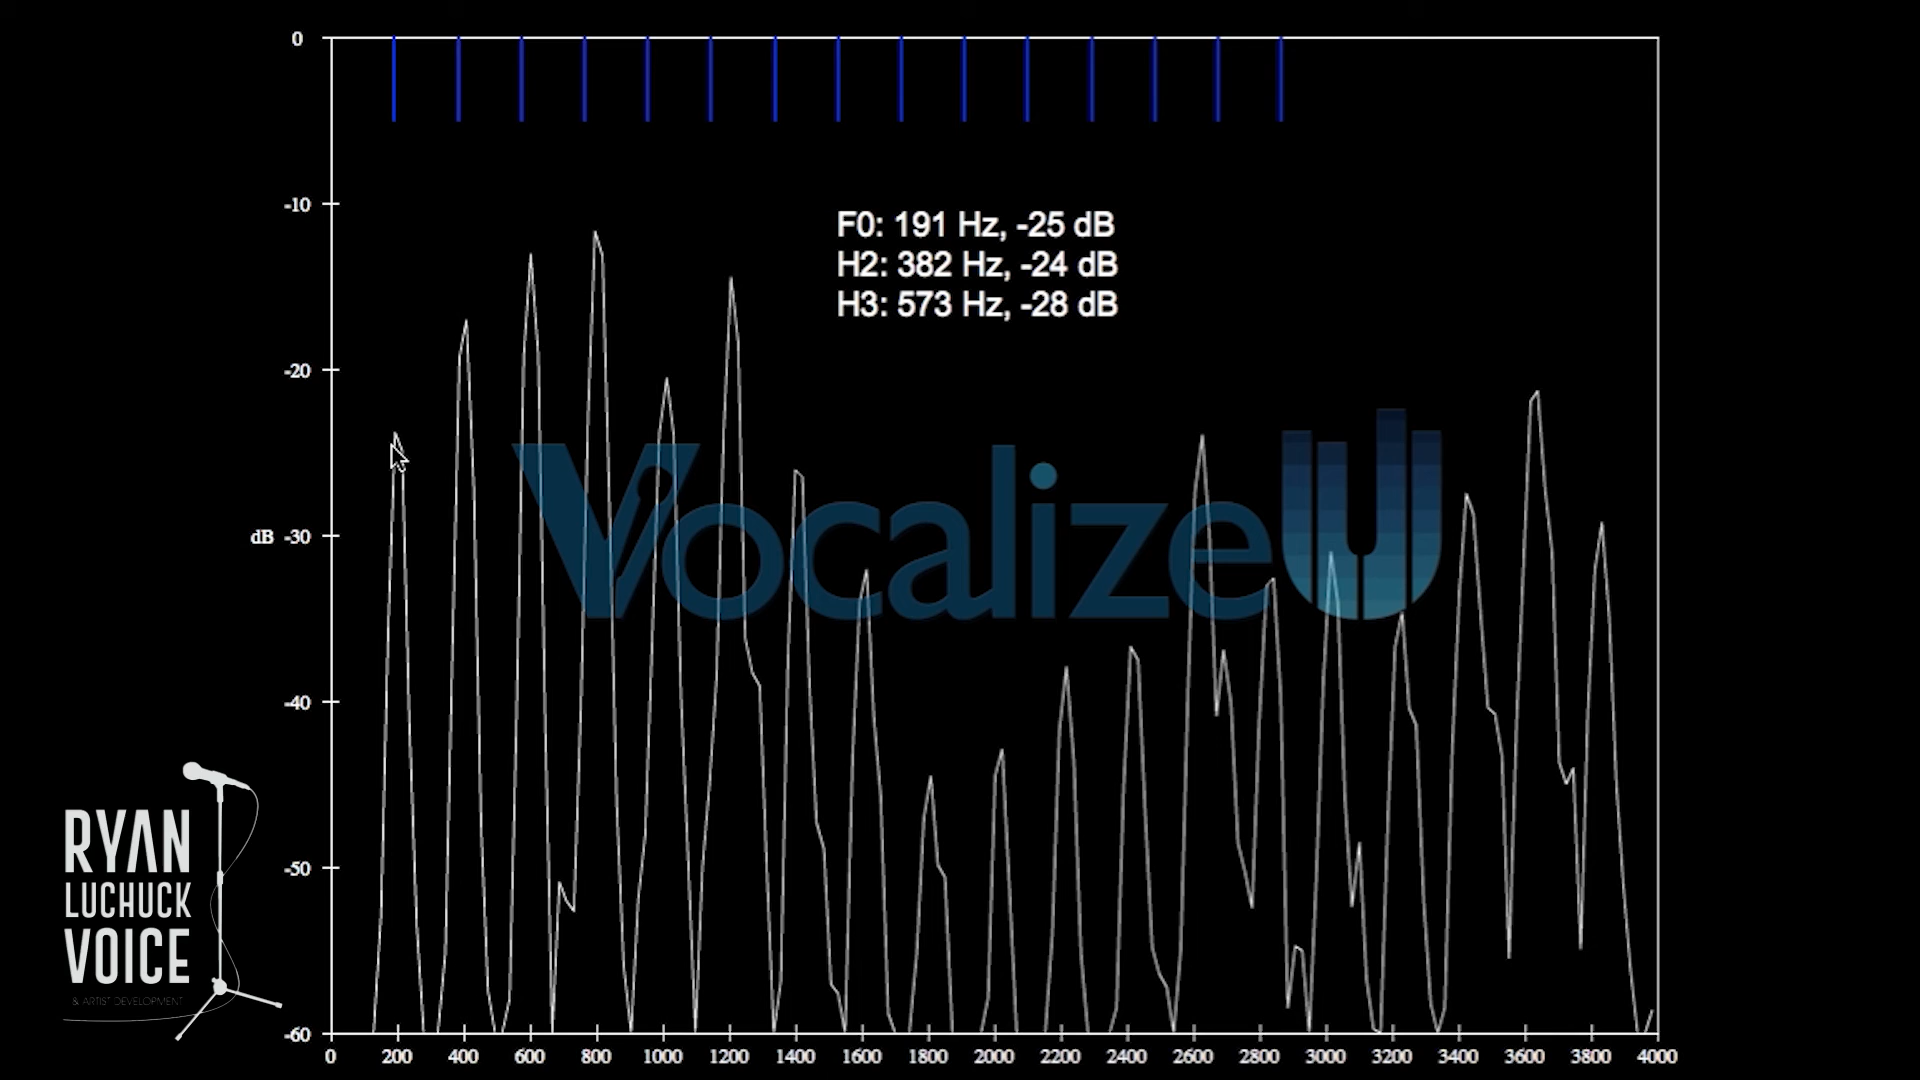 0
-10
F0: 191 Hz, -25 dB
H2: 382 Hz, -24 dB
H3: 573 Hz, -28 dB
-20
VocalizeU
dB -30
-40
-50
-60
0 200 400 600 800 1000 1200 1400 1600 1800 2000 2200 2400 2600 2800 3000 3200 3400 3600 3800 4000
RYAN
LUCHUCK
VOICE
& ARTIST DEVELOPMENT